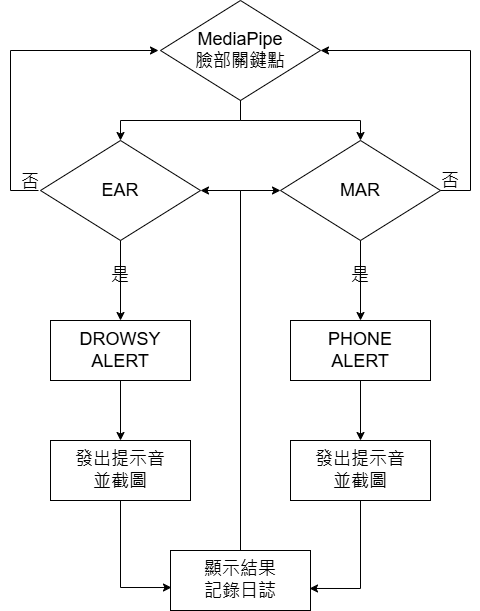 MediaPipe
臉部關鍵點
EAR
MAR
否
否
是
是
DROWSY
ALERT
PHONE
ALERT
發出提示音
並截圖
發出提示音
並截圖
顯示結果
記錄日誌